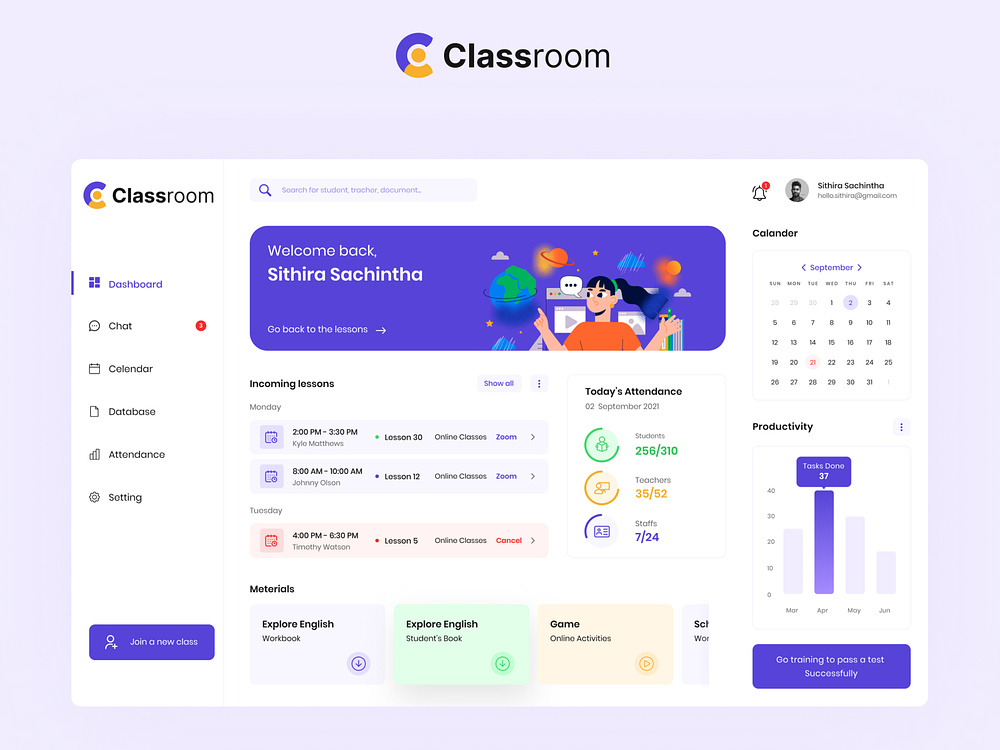 Classroom
Classroom
Search for student, trachor, document...
1
Sithira Sachintha
hello.sithira@gmail.com
Dashboard
Chat
3
Calendar
Database
Attendance
Setting
Join a new class
Welcome back,
Sithira Sachintha
Go back to the lessons
Incoming lessons
Show all
Monday
2:00 PM - 3:30 PM
Kyle Matthews
Lesson 30
Online Classes
Zoom
8:00 AM - 10:00 AM
Johnny Olson
Lesson 12
Online Classes
Zoom
Tuesday
4:00 PM - 6:30 PM
Timothy Watson
Lesson 5
Online Classes
Cancel
Today's Attendance
02 September 2021
Students
256/310
Teachers
35/52
Staffs
7/24
Meterials
Explore English
Workbook
Explore English
Student's Book
Game
Online Activities
Sch
Wor
Calander
September
SUN MON TUE WED THU FRI SAT
28 29 30 1 2 3 4
5 6 7 8 9 10 11
12 13 14 15 16 17 18
19 20 21 22 23 24 25
26 27 28 29 30 31 1
Productivity
Tasks Done
37
40
30
20
10
0
Mar Apr May Jun
Go training to pass a test
Successfully